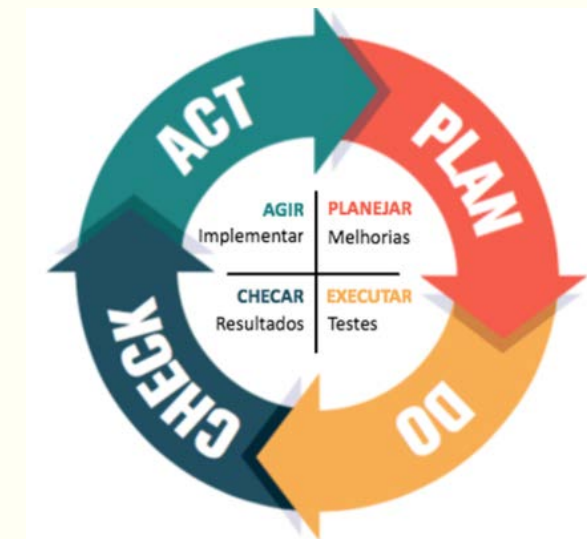 ACT
PLAN
AGIR
Implementar
PLANEJAR
Melhorias
CHECAR
Resultados
EXECUTAR
Testes
CHECK
DO